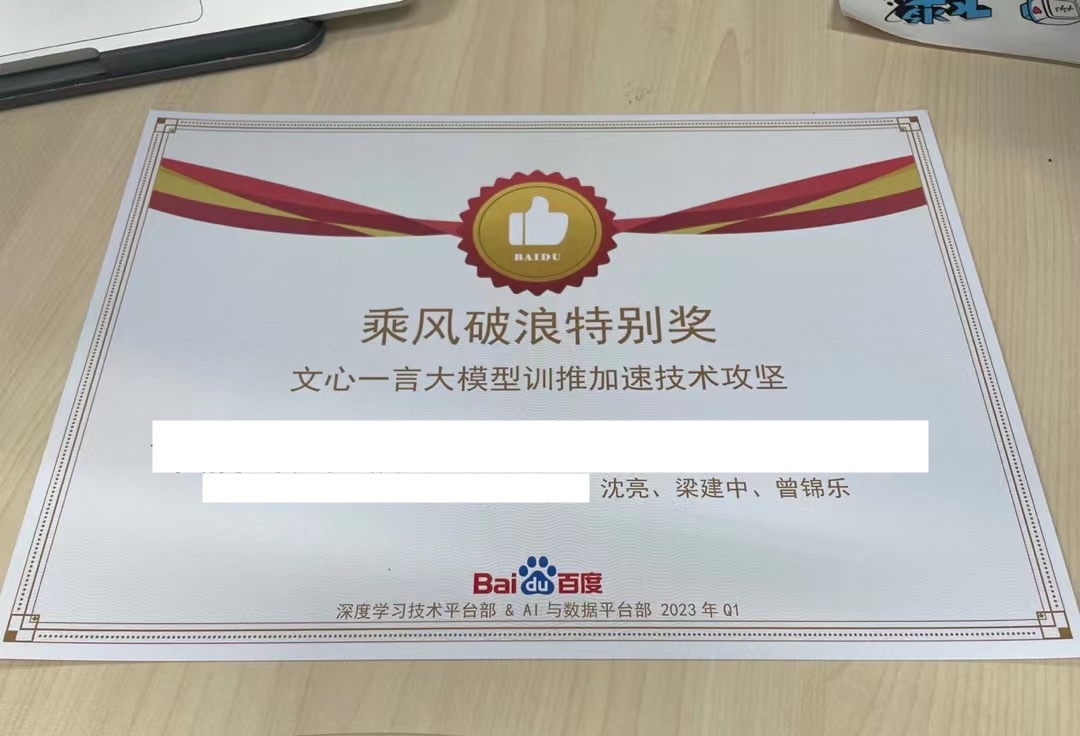 BAIDU
乘风破浪特别奖
文心一言大模型训推加速技术攻坚
沈亮、梁建中、曾锦乐
Bai du 百度
深度学习技术平台部 & AI 与数据平台部 2023 年 Q1